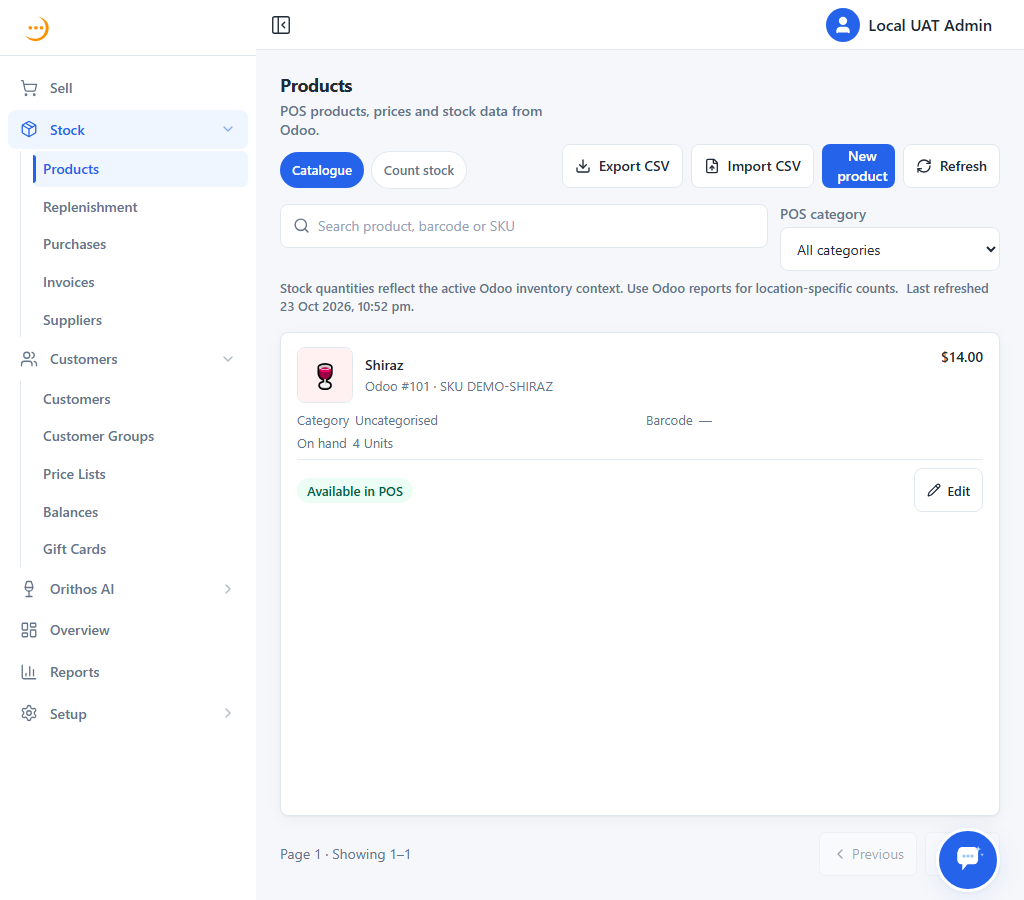 Local UAT Admin
Sell
Stock
Products
Replenishment
Purchases
Invoices
Suppliers
Customers
Customers
Customer Groups
Price Lists
Balances
Gift Cards
Orithos AI
Overview
Reports
Setup
Products
POS products, prices and stock data from
Odoo.
Catalogue
Count stock
Export CSV
Import CSV
New
product
Refresh
Search product, barcode or SKU
POS category
All categories
Stock quantities reflect the active Odoo inventory context. Use Odoo reports for location-specific counts. Last refreshed
23 Oct 2026, 10:52 pm.
Shiraz
$14.00
Odoo #101 · SKU DEMO-SHIRAZ
Category Uncategorised
Barcode —
On hand 4 Units
Available in POS
Edit
Page 1 · Showing 1–1
Previous